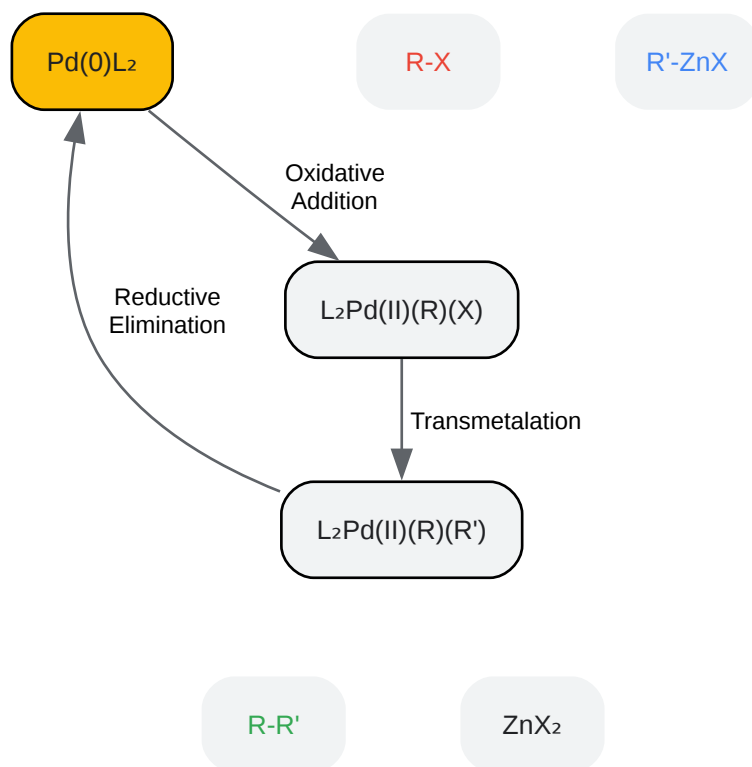 Pd(0)L₂
R-X
R'-ZnX
Oxidative
Addition
L₂Pd(II)(R)(X)
Reductive
Elimination
Transmetalation
L₂Pd(II)(R)(R')
R-R'
ZnX₂